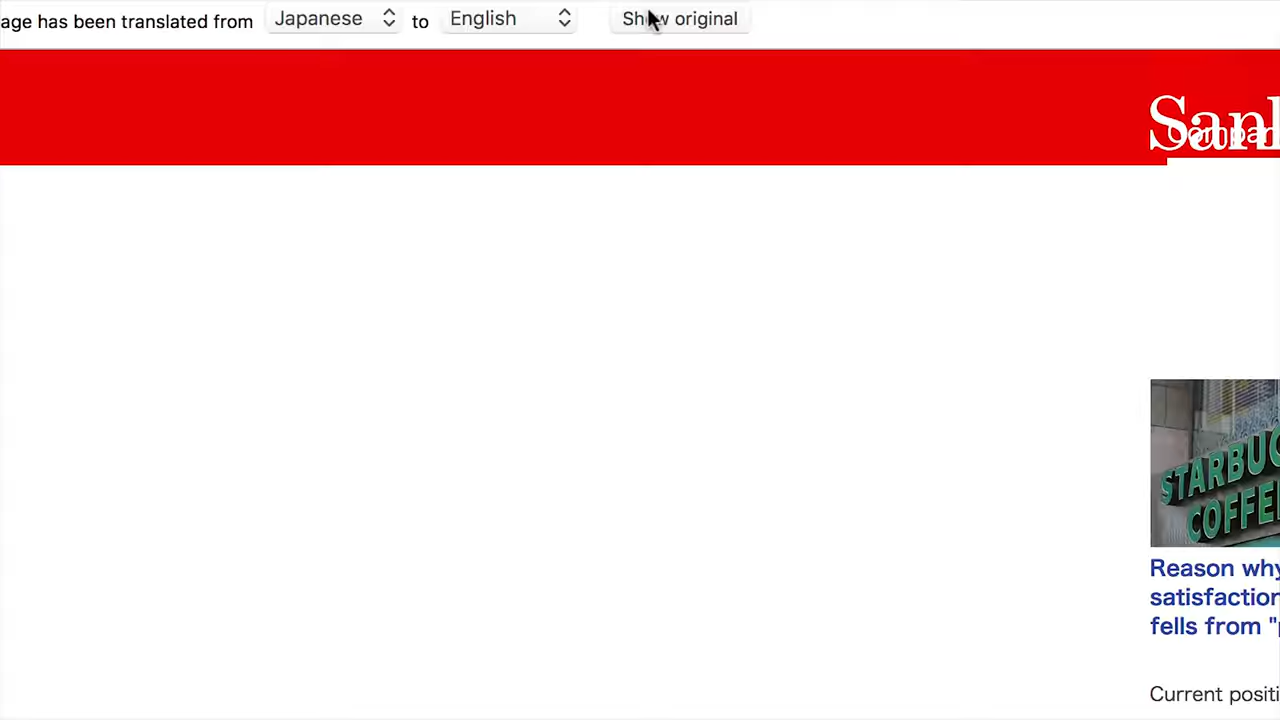 age has been translated from Japanese to English Show original
San
Compan
STARBUC
COFFE
Reason why
satisfaction
fells from "
Current positi